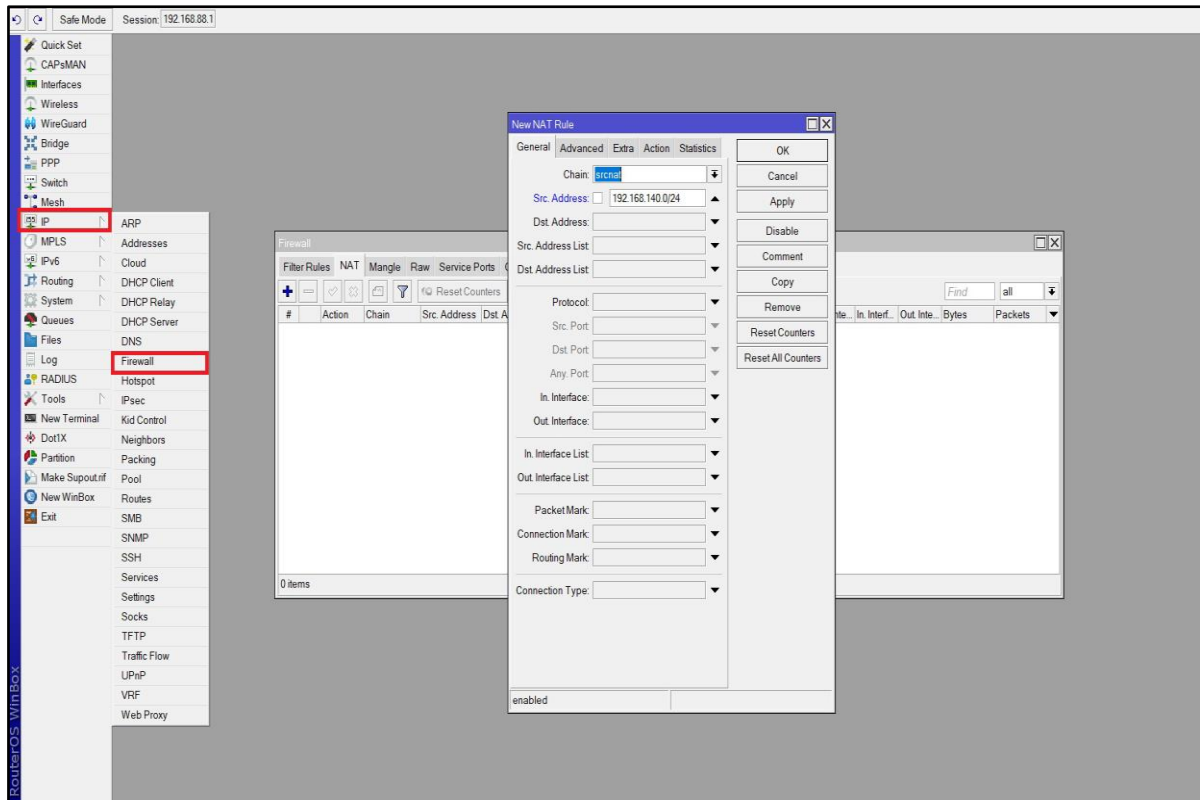 Safe Mode
Session: 192.168.88.1
Quick Set
CAPsMAN
Interfaces
Wireless
WireGuard
Bridge
PPP
Switch
Mesh
IP
MPLS
IPv6
Routing
System
Queues
Files
Log
RADIUS
Tools
New Terminal
Dot1X
Partition
Make Supout.rif
New WinBox
Exit
RouterOS WinBox
ARP
Addresses
Cloud
DHCP Client
DHCP Relay
DHCP Server
DNS
Firewall
Hotspot
IPsec
Kid Control
Neighbors
Packing
Pool
Routes
SMB
SNMP
SSH
Services
Settings
Socks
TFTP
Traffic Flow
UPnP
VRF
Web Proxy
Firewall
Filter Rules NAT Mangle Raw Service Ports
Reset Counters
Find all
# Action Chain Src. Address Dst. A
In. Interf... Out. Inte... Bytes Packets
0 items
New NAT Rule
General Advanced Extra Action Statistics
Chain: srcnat
Src. Address: 192.168.140.0/24
Dst. Address:
Src. Address List:
Dst. Address List:
Protocol:
Src. Port:
Dst. Port:
Any. Port:
In. Interface:
Out. Interface:
In. Interface List:
Out. Interface List:
Packet Mark:
Connection Mark:
Routing Mark:
Connection Type:
enabled
OK
Cancel
Apply
Disable
Comment
Copy
Remove
Reset Counters
Reset All Counters